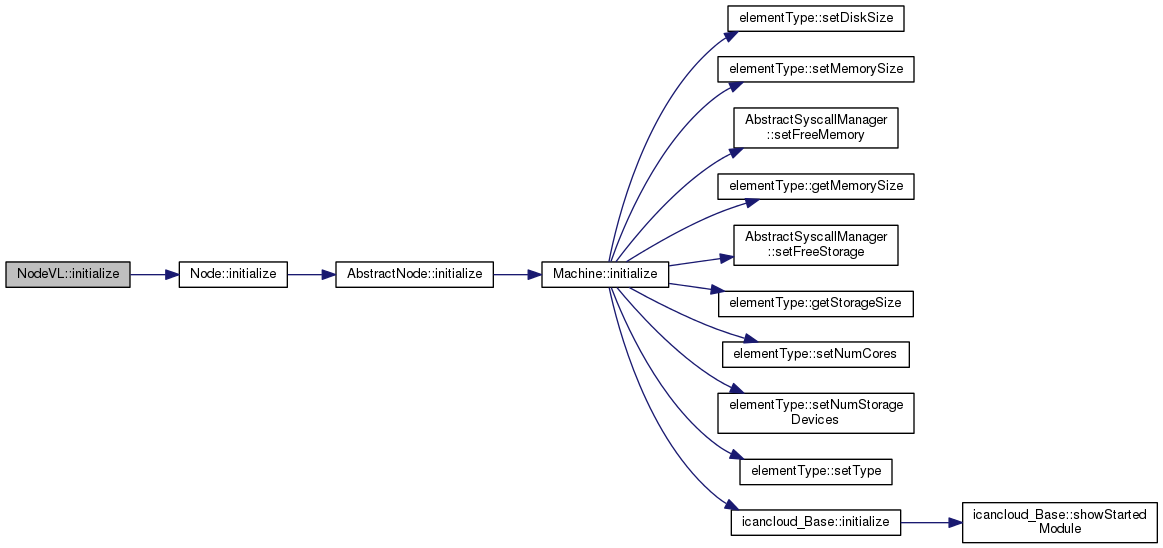 NodeVL::initialize
Node::initialize
AbstractNode::initialize
Machine::initialize
elementType::setDiskSize
elementType::setMemorySize
AbstractSyscallManager
::setFreeMemory
elementType::getMemorySize
AbstractSyscallManager
::setFreeStorage
elementType::getStorageSize
elementType::setNumCores
elementType::setNumStorage
Devices
elementType::setType
icancloud_Base::initialize
icancloud_Base::showStarted
Module